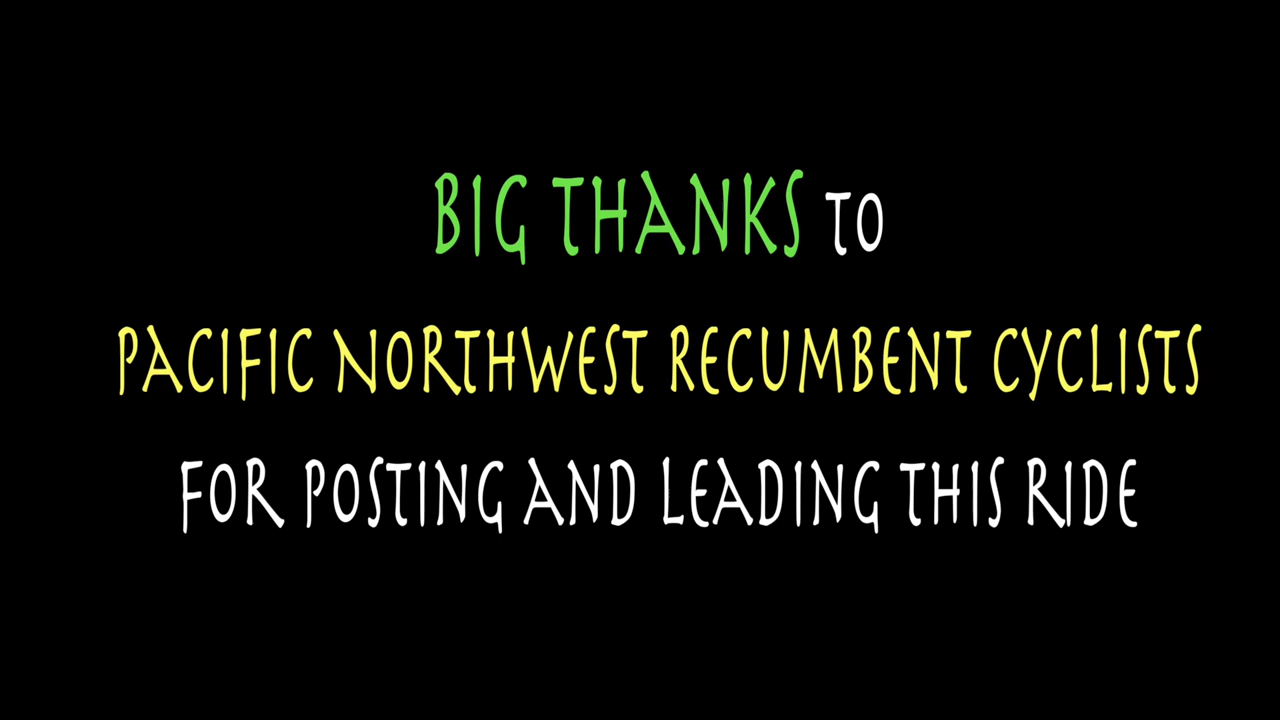 BIG THANKS TO
PACIFIC NORTHWEST RECUMBENT CYCLISTS
FOR POSTING AND LEADING THIS RIDE